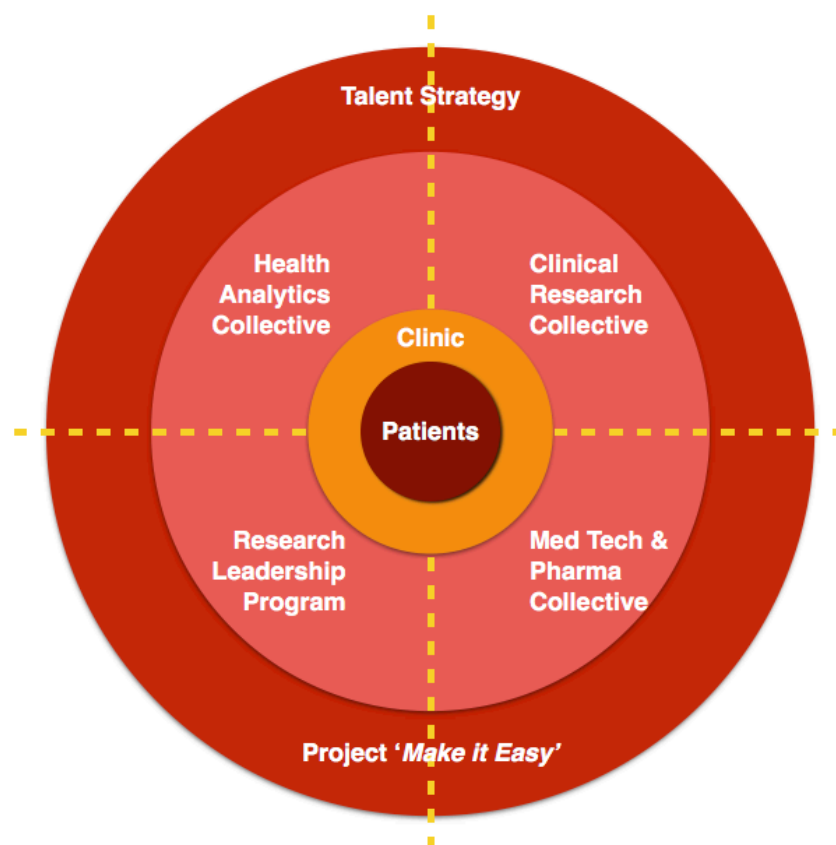 Talent Strategy
Health
Analytics
Collective
Clinical
Research
Collective
Clinic
Patients
Research
Leadership
Program
Med Tech &
Pharma
Collective
Project ‘Make it Easy’